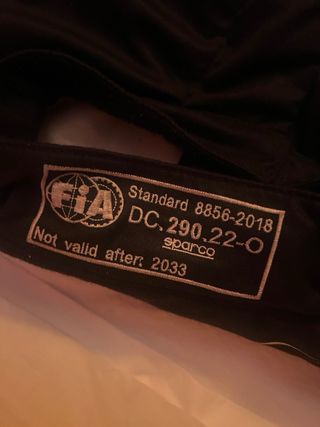 FiA
Standard 8856-2018
DC.290.22-O
sparco
Not valid after: 2033